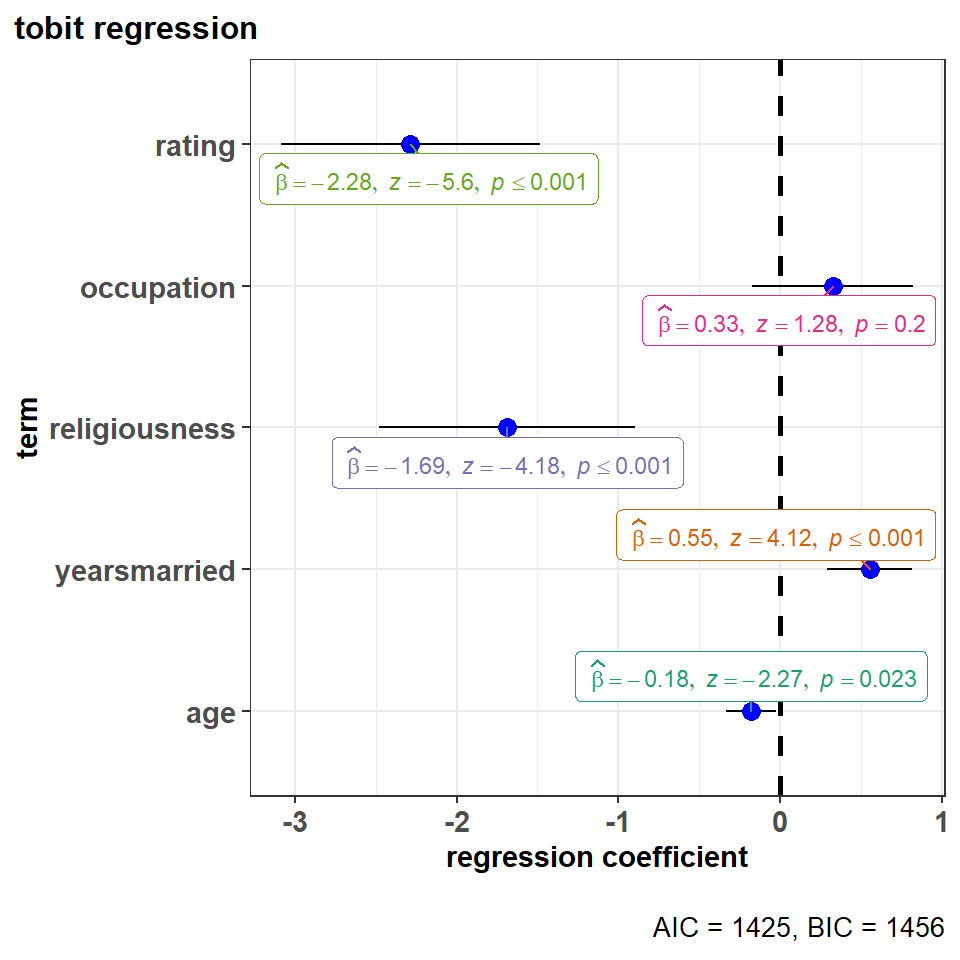 tobit regression
rating
β̂ = −2.28, z = −5.6, p ≤ 0.001
occupation
β̂ = 0.33, z = 1.28, p = 0.2
term
religiousness
β̂ = −1.69, z = −4.18, p ≤ 0.001
β̂ = 0.55, z = 4.12, p ≤ 0.001
yearsmarried
β̂ = −0.18, z = −2.27, p = 0.023
age
-3 -2 -1 0 1
regression coefficient
AIC = 1425, BIC = 1456